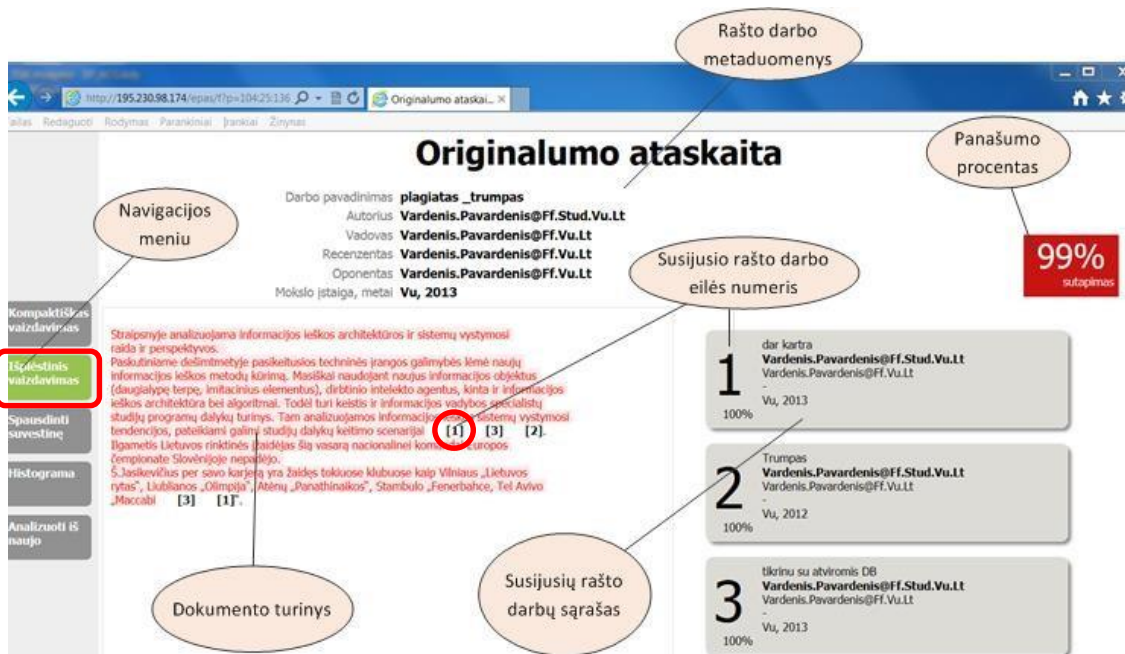 Rašto darbo
metaduomenys
http://195.230.98.174/epas/f?p=104:25:136
Originalumo ataskai...
Redaguoti Rodymas Parankiniai Įrankiai Žinynas
Originalumo ataskaita
Panašumo
procentas
99%
sutapimas
Darbo pavadinimas plagiatas _trumpas
Autorius Vardenis.Pavardenis@Ff.Stud.Vu.Lt
Vadovas Vardenis.Pavardenis@Ff.Vu.Lt
Recenzentas Vardenis.Pavardenis@Ff.Vu.Lt
Oponentas Vardenis.Pavardenis@Ff.Vu.Lt
Mokslo įstaiga, metai Vu, 2013
Navigacijos
meniu
Susijusio rašto darbo
eilės numeris
Kompaktiškas
vaizdavimas
Išplėstinis
vaizdavimas
Spausdinti
suvestinę
Histograma
Analizuoti iš
naujo
Straipsnyje analizuojama informacijos ieškos architektūros ir sistemų vystymosi
raida ir perspektyvos.
Paskutiniame dešimtmetyje pasikeitusios techninės įrangos galimybės lėmė naujų
informacijos ieškos metodų kūrimą. Masiškai naudojant naujus informacijos objektus
(daugialypę terpę, imitacinius elementus), dirbtinio intelekto agentus, kinta ir informacijos
ieškos architektūra bei algoritmai. Todėl turi keistis ir informacijos vadybos specialistų
studijų programų dalykų turinys. Tam analizuojamos informacijos ieškos sistemų vystymosi
tendencijos, pateikiami galimi studijų dalykų keitimo scenarijai [1] [3] [2].
Ilgametis Lietuvos rinktinės žaidėjas šią vasarą nacionalinei komandai Europos
čempionate Slovėnijoje nepadėjo.
Š.Jasikevičius per savo karjerą yra žaidęs tokiuose klubuose kaip Vilniaus „Lietuvos
rytas", Liublianos „Olimpija", Atėnų „Panathinaikos", Stambulo „Fenerbahce, Tel Avivo
„Maccabi [3] [1]".
Dokumento turinys
Susijusių rašto
darbų sąrašas
1
100%
dar kartra
Vardenis.Pavardenis@Ff.Stud.Vu.Lt
Vardenis.Pavardenis@Ff.Vu.Lt
-
Vu, 2013
2
100%
Trumpas
Vardenis.Pavardenis@Ff.Stud.Vu.Lt
Vardenis.Pavardenis@Ff.Vu.Lt
-
Vu, 2012
3
100%
tikrinu su atviromis DB
Vardenis.Pavardenis@Ff.Stud.Vu.Lt
Vardenis.Pavardenis@Ff.Vu.Lt
-
Vu, 2013